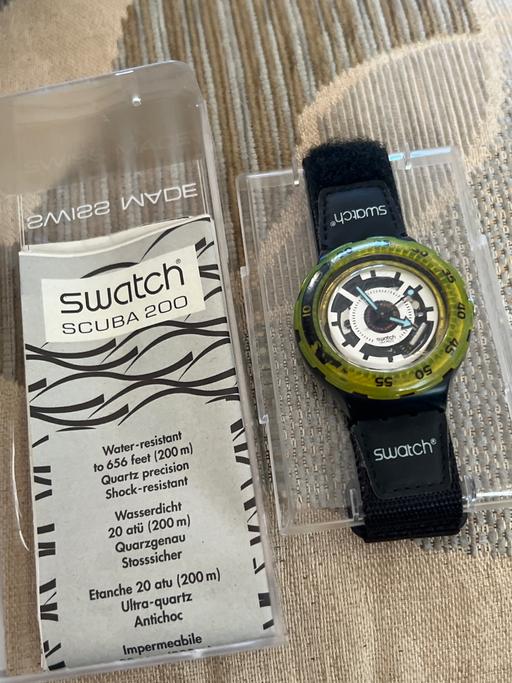 SWISS MADE
swatch®
SCUBA 200
Water-resistant
to 656 feet (200 m)
Quartz precision
Shock-resistant
Wasserdicht
20 atü (200 m)
Quarzgenau
Stosssicher
Etanche 20 atu (200 m)
Ultra-quartz
Antichoc
Impermeabile
swatch®
10
40
45
50
55
swatch
swatch®